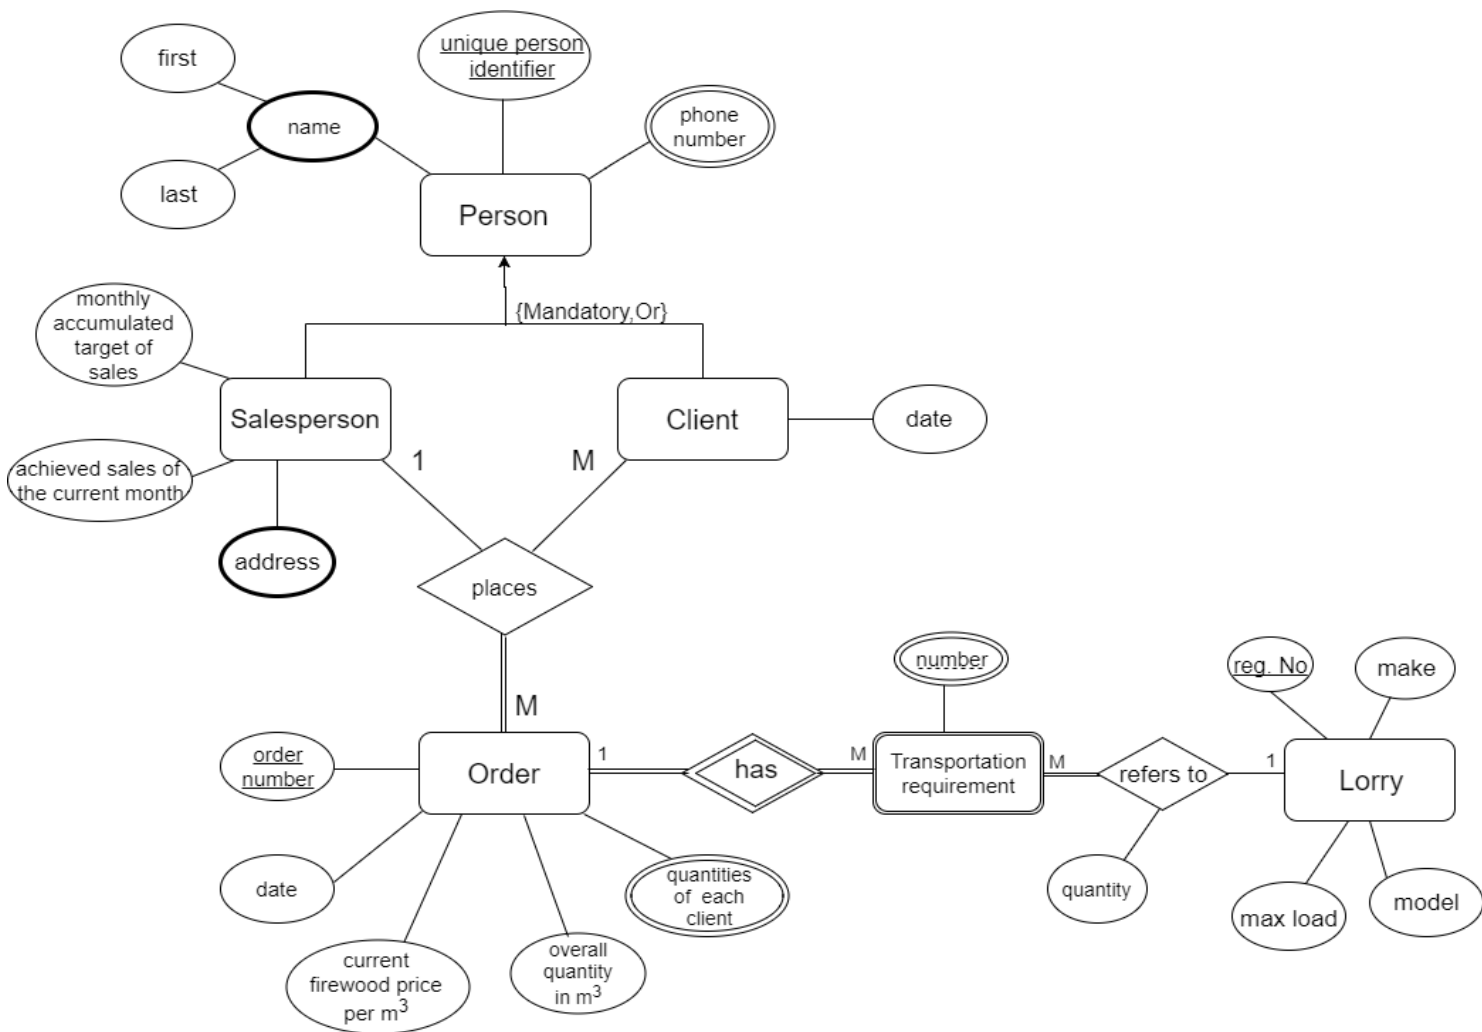 first
unique person
identifier
phone
number
name
last
Person
monthly
accumulated
target of
sales
{Mandatory,Or}
Salesperson
Client
date
achieved sales of
the current month
1
M
address
places
number
reg. No
make
M
order
number
Order
1
has
M
Transportation
requirement
M
refers to
1
Lorry
date
quantities
of each
client
quantity
max load
model
current
firewood price
per m³
overall
quantity
in m³